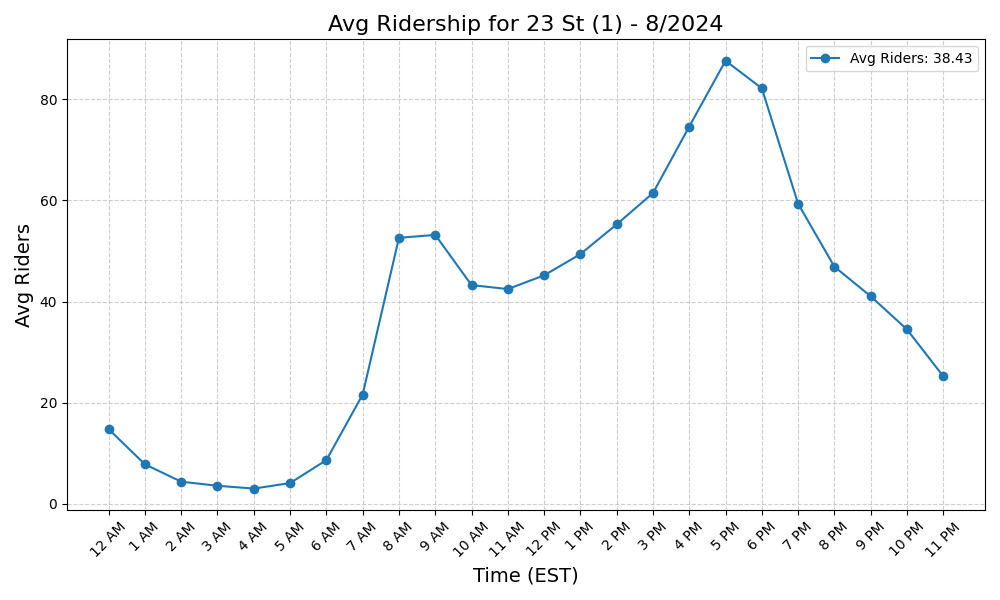 Avg Ridership for 23 St (1) - 8/2024
Avg Riders: 38.43
Avg Riders
80
60
40
20
0
12 AM
1 AM
2 AM
3 AM
4 AM
5 AM
6 AM
7 AM
8 AM
9 AM
10 AM
11 AM
12 PM
1 PM
2 PM
3 PM
4 PM
5 PM
6 PM
7 PM
8 PM
9 PM
10 PM
11 PM
Time (EST)